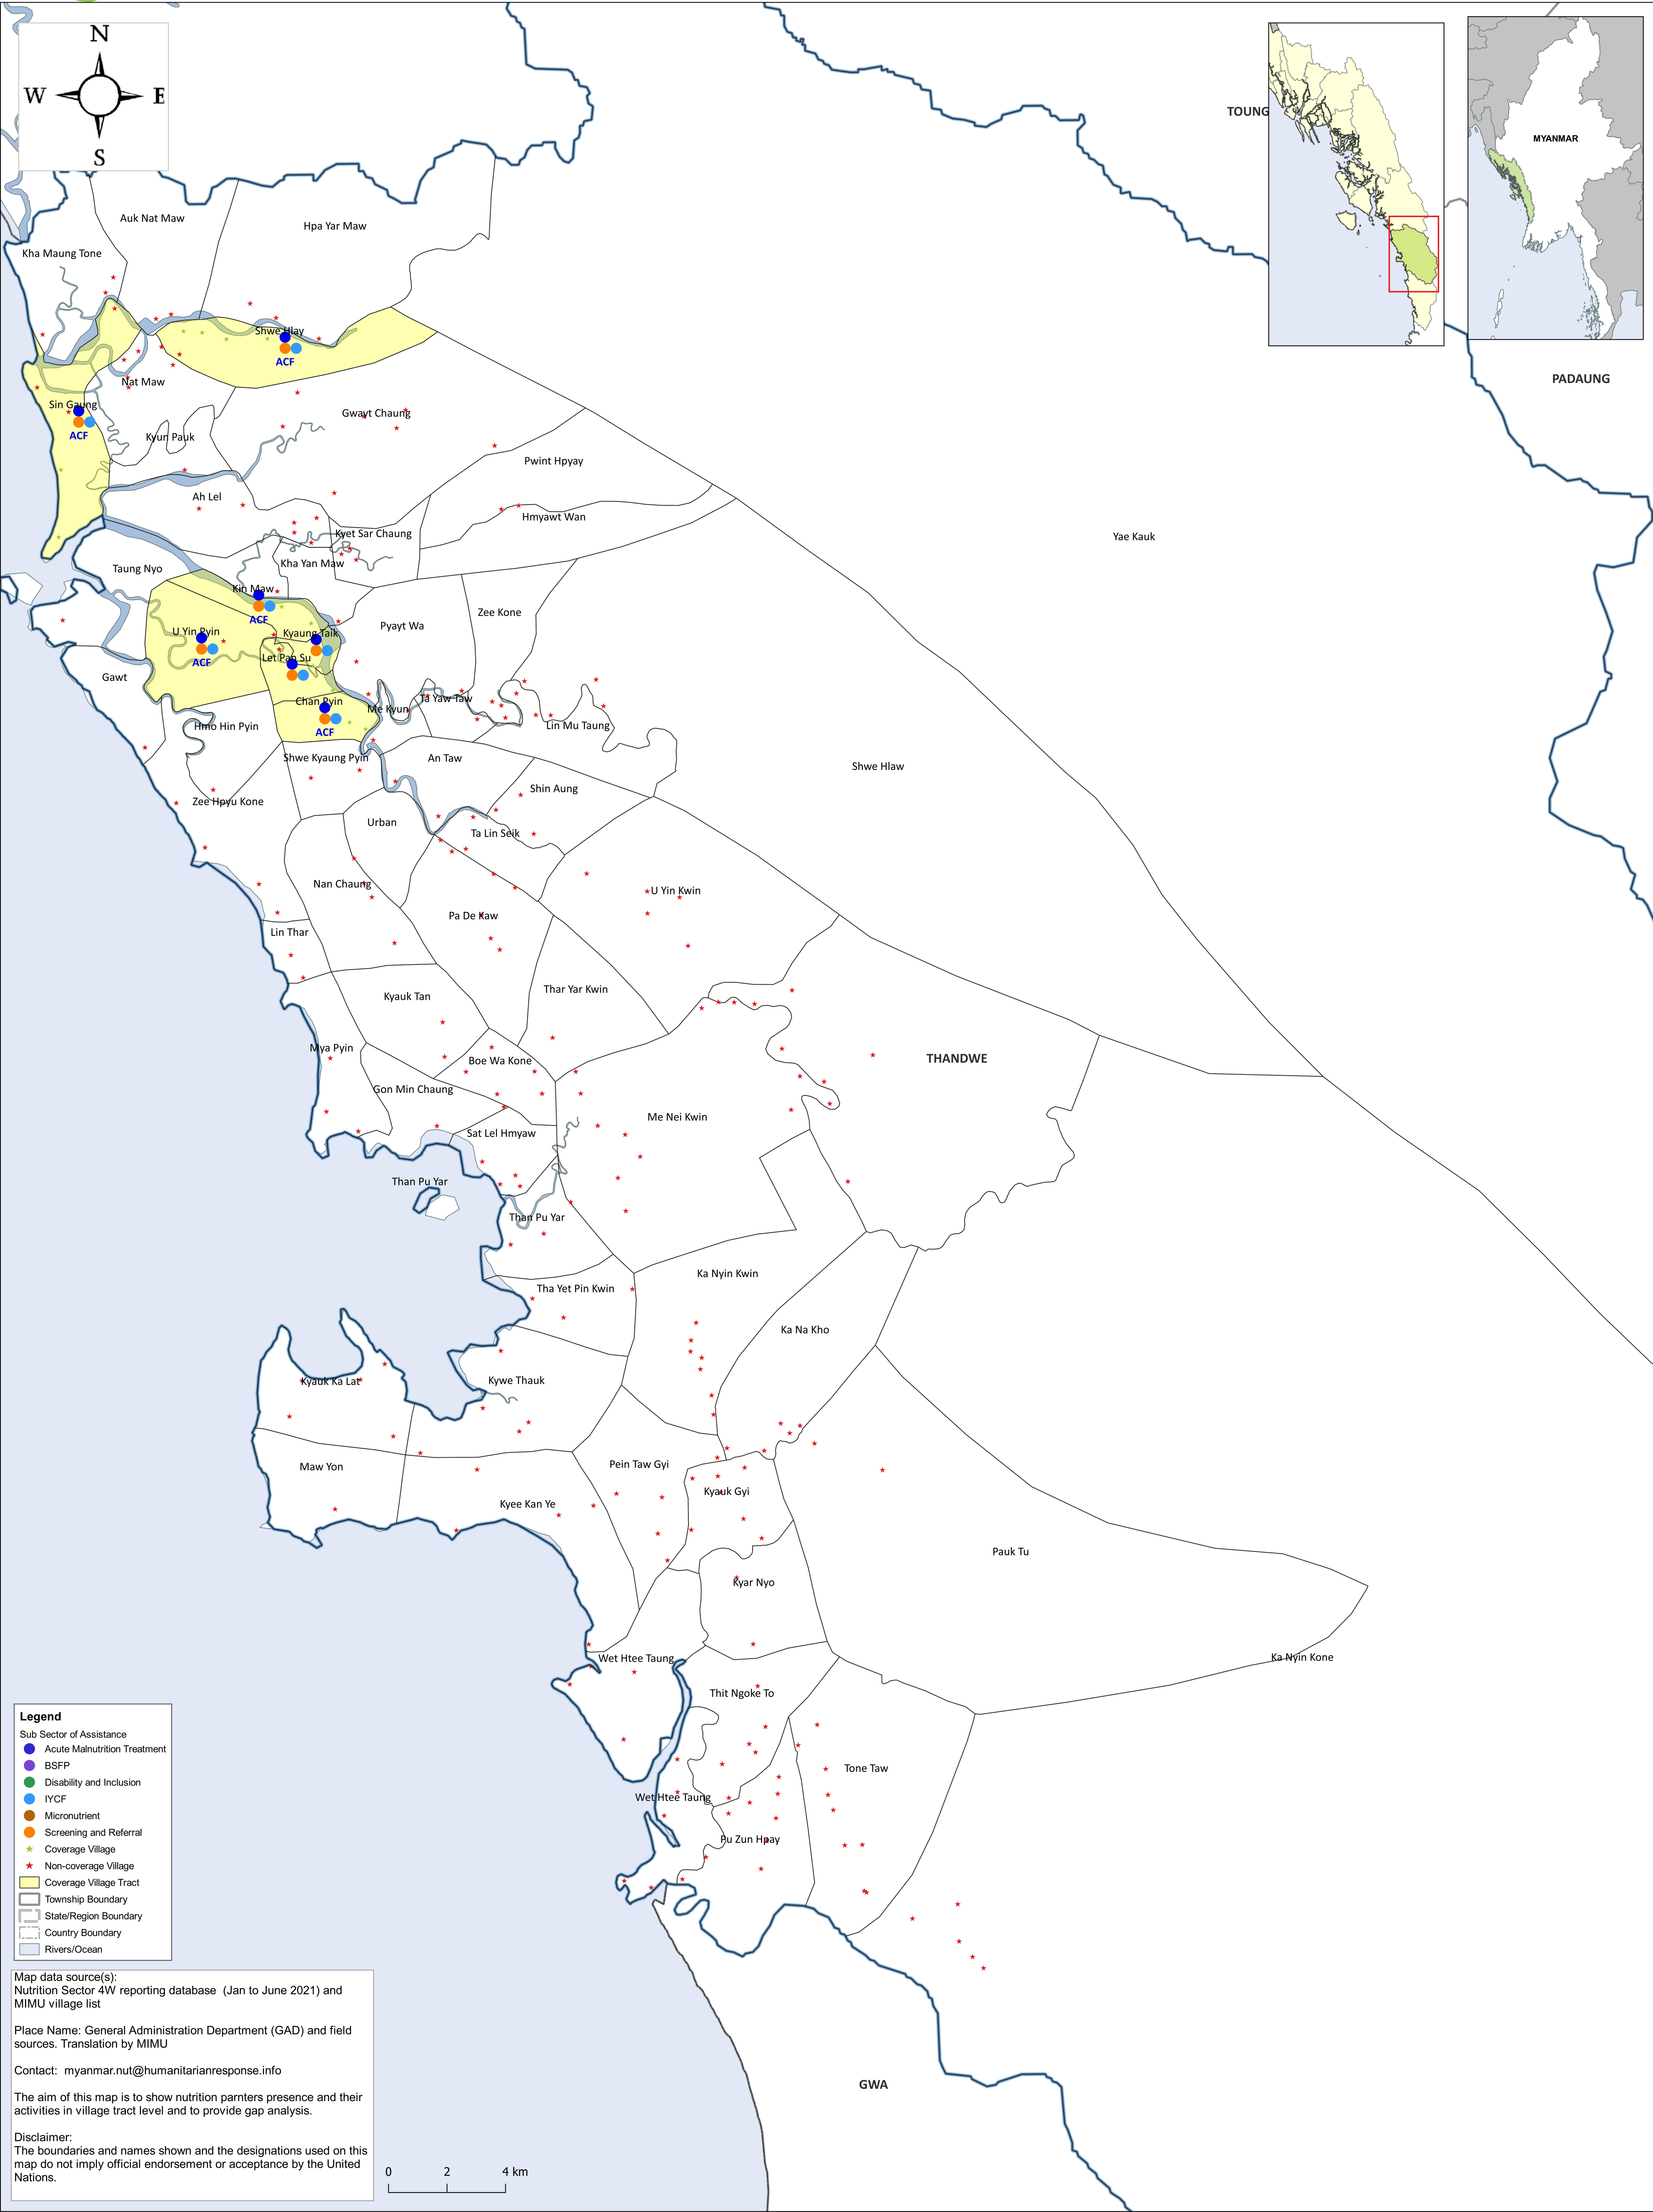 N
W
E
S
TOUNG
MYANMAR
PADAUNG
Auk Nat Maw
Hpa Yar Maw
Kha Maung Tone
Shwe Hlay
ACF
Nat Maw
Sin Gaung
ACF
Gwayt Chaung
Kyun Pauk
Pwint Hpyay
Ah Lel
Hmyawt Wan
Kyet Sar Chaung
Yae Kauk
Kha Yan Maw
Taung Nyo
Kin Maw
ACF
Zee Kone
Pyayt Wa
U Yin Pyin
ACF
Kyaung Taik
Let Pan Su
Gawt
Chan Pyin
ACF
Me Kyun
Ta Yaw Taw
Hmo Hin Pyin
Lin Mu Taung
Shwe Kyaung Pyin
An Taw
Shwe Hlaw
Shin Aung
Zee Hpyu Kone
Urban
Ta Lin Seik
Nan Chaung
U Yin Kwin
Pa De Kaw
Lin Thar
Thar Yar Kwin
Kyauk Tan
Mya Pyin
Boe Wa Kone
THANDWE
Gon Min Chaung
Me Nei Kwin
Sat Lel Hmyaw
Than Pu Yar
Than Pu Yar
Ka Nyin Kwin
Tha Yet Pin Kwin
Ka Na Kho
Kyauk Ka Lat
Kywe Thauk
Maw Yon
Pein Taw Gyi
Kyauk Gyi
Kyee Kan Ye
Pauk Tu
Kyar Nyo
Wet Htee Taung
Ka Nyin Kone
Thit Ngoke To
Tone Taw
Wet Htee Taung
Pu Zun Hpay
GWA
Legend
Sub Sector of Assistance
Acute Malnutrition Treatment
BSFP
Disability and Inclusion
IYCF
Micronutrient
Screening and Referral
Coverage Village
Non-coverage Village
Coverage Village Tract
Township Boundary
State/Region Boundary
Country Boundary
Rivers/Ocean
Map data source(s):
Nutrition Sector 4W reporting database (Jan to June 2021) and
MIMU village list
Place Name: General Administration Department (GAD) and field
sources. Translation by MIMU
Contact: myanmar.nut@humanitarianresponse.info
The aim of this map is to show nutrition parnters presence and their
activities in village tract level and to provide gap analysis.
Disclaimer:
The boundaries and names shown and the designations used on this
map do not imply official endorsement or acceptance by the United
Nations.
0 2 4 km